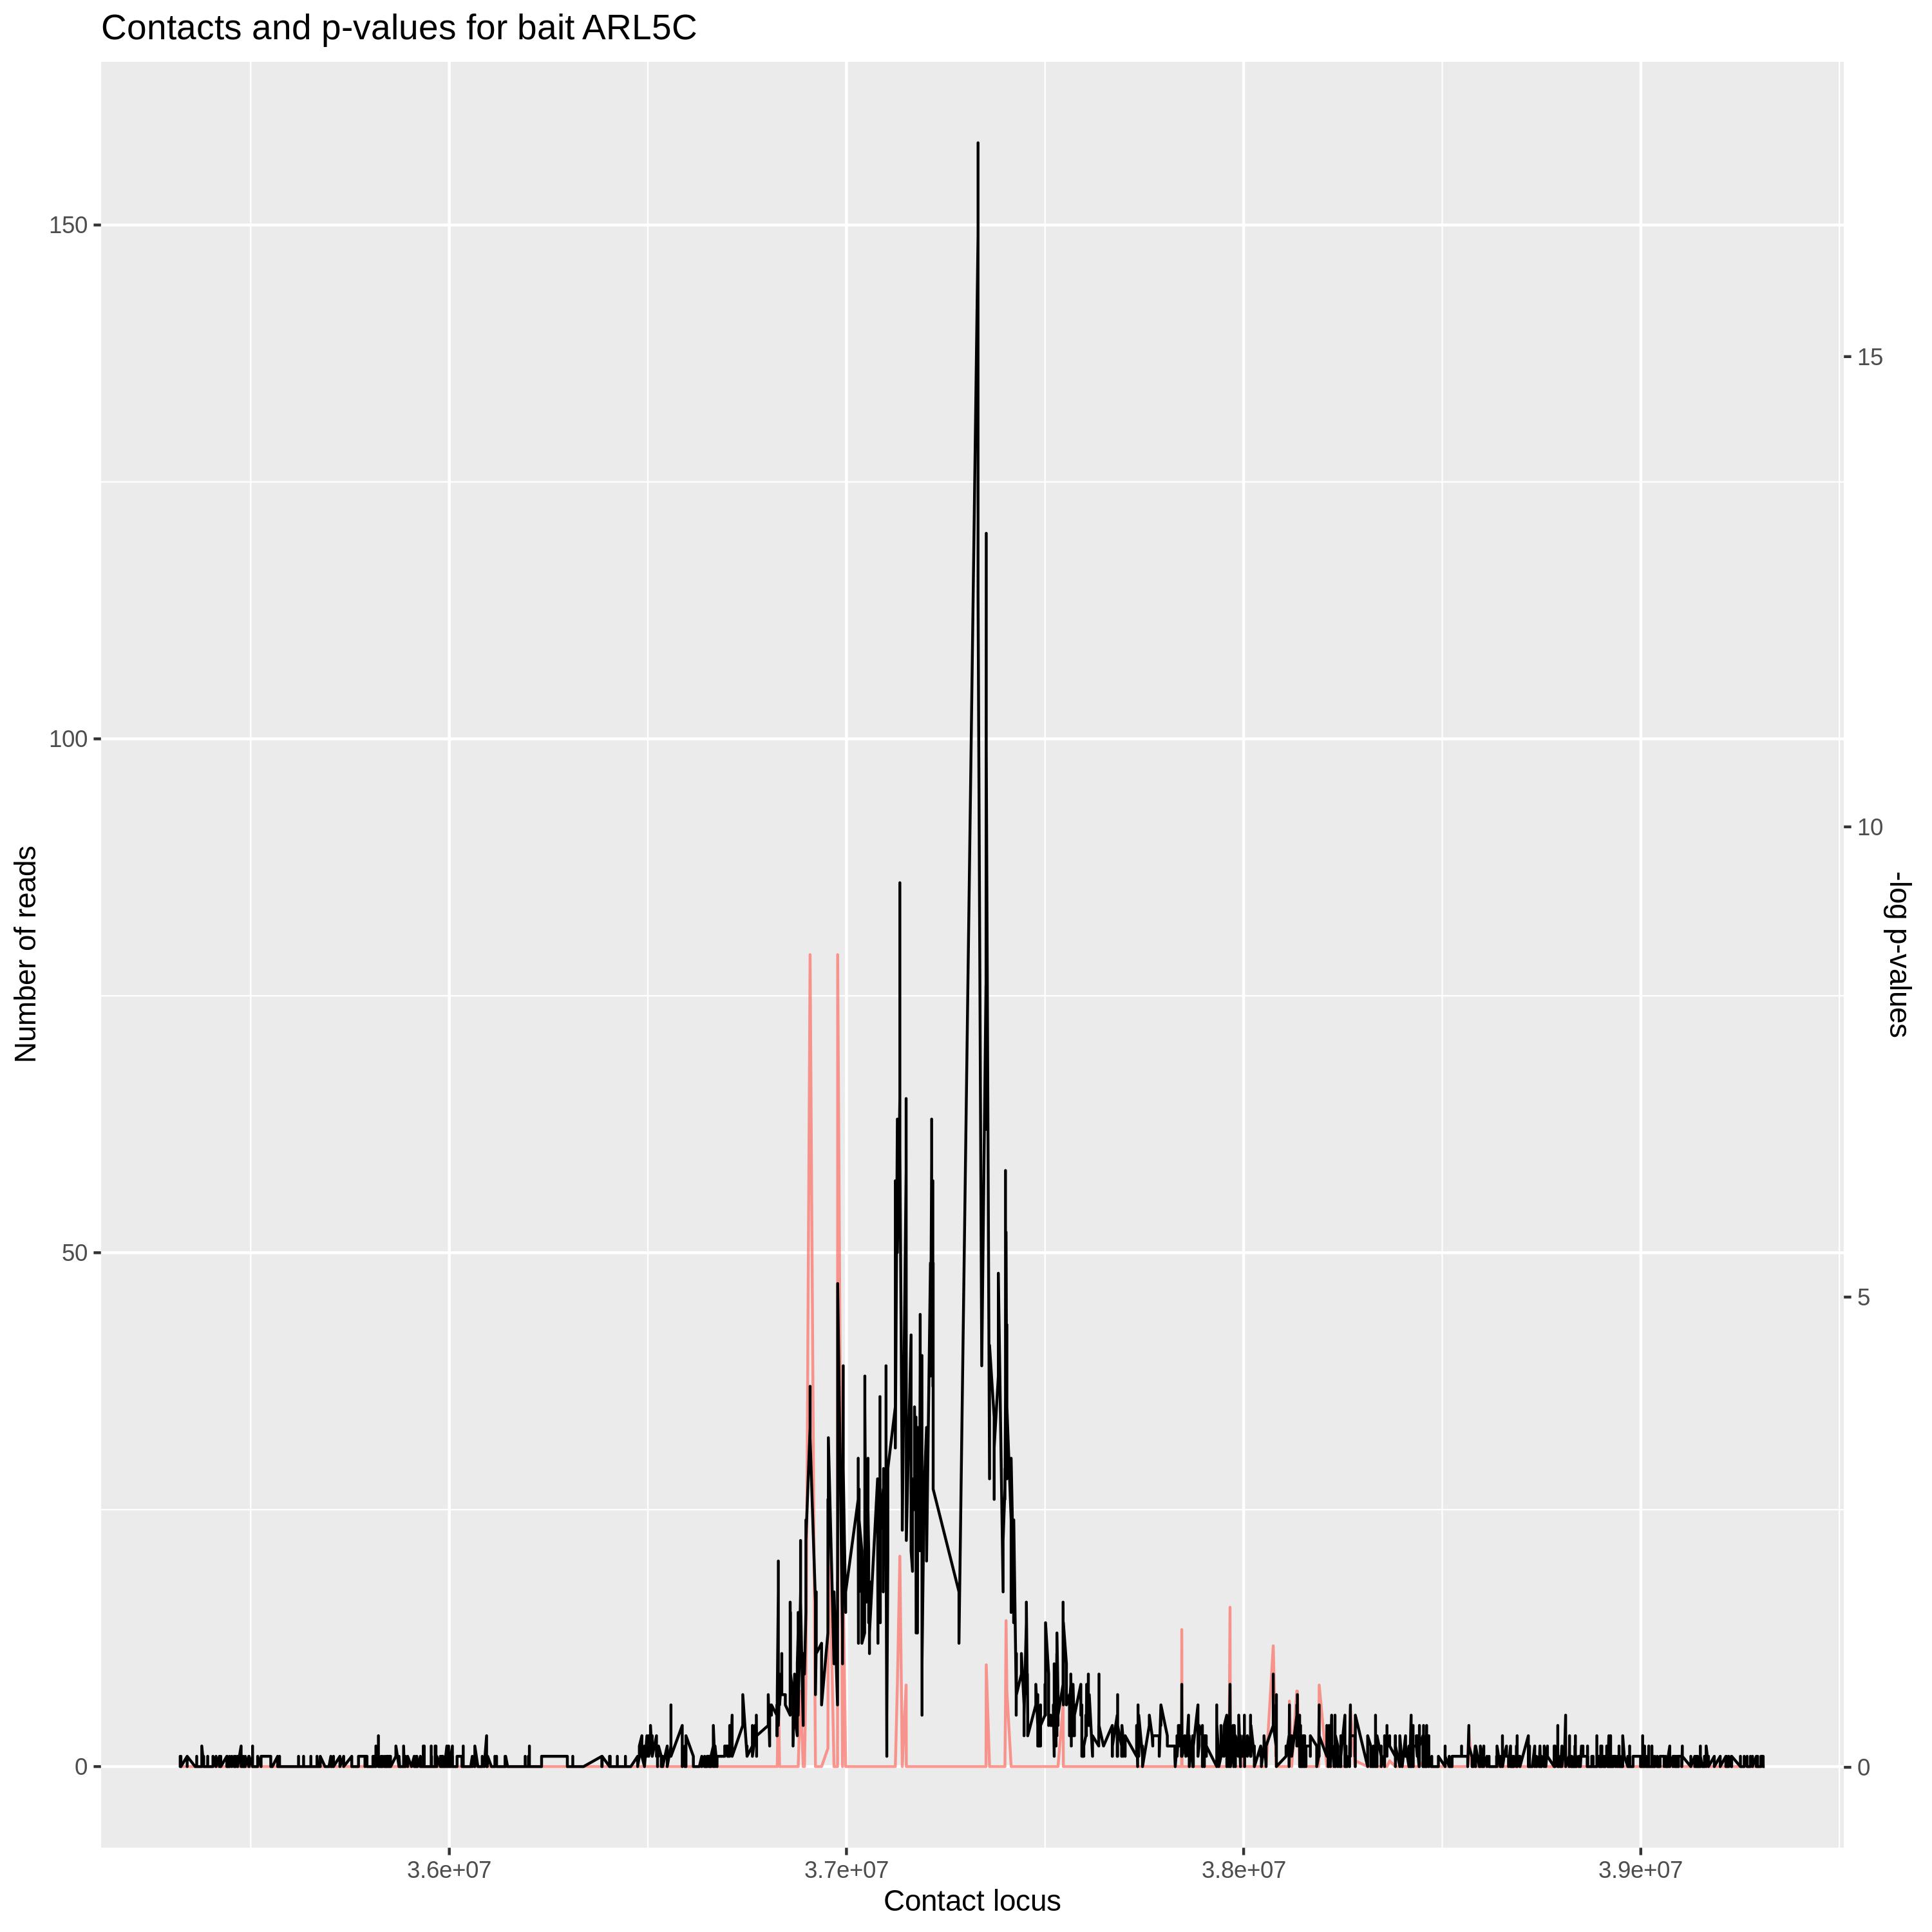 Contacts and p-values for bait ARL5C
150
100
50
0
Number of reads
15
10
5
0
-log p-values
3.6e+07
3.7e+07
3.8e+07
3.9e+07
Contact locus